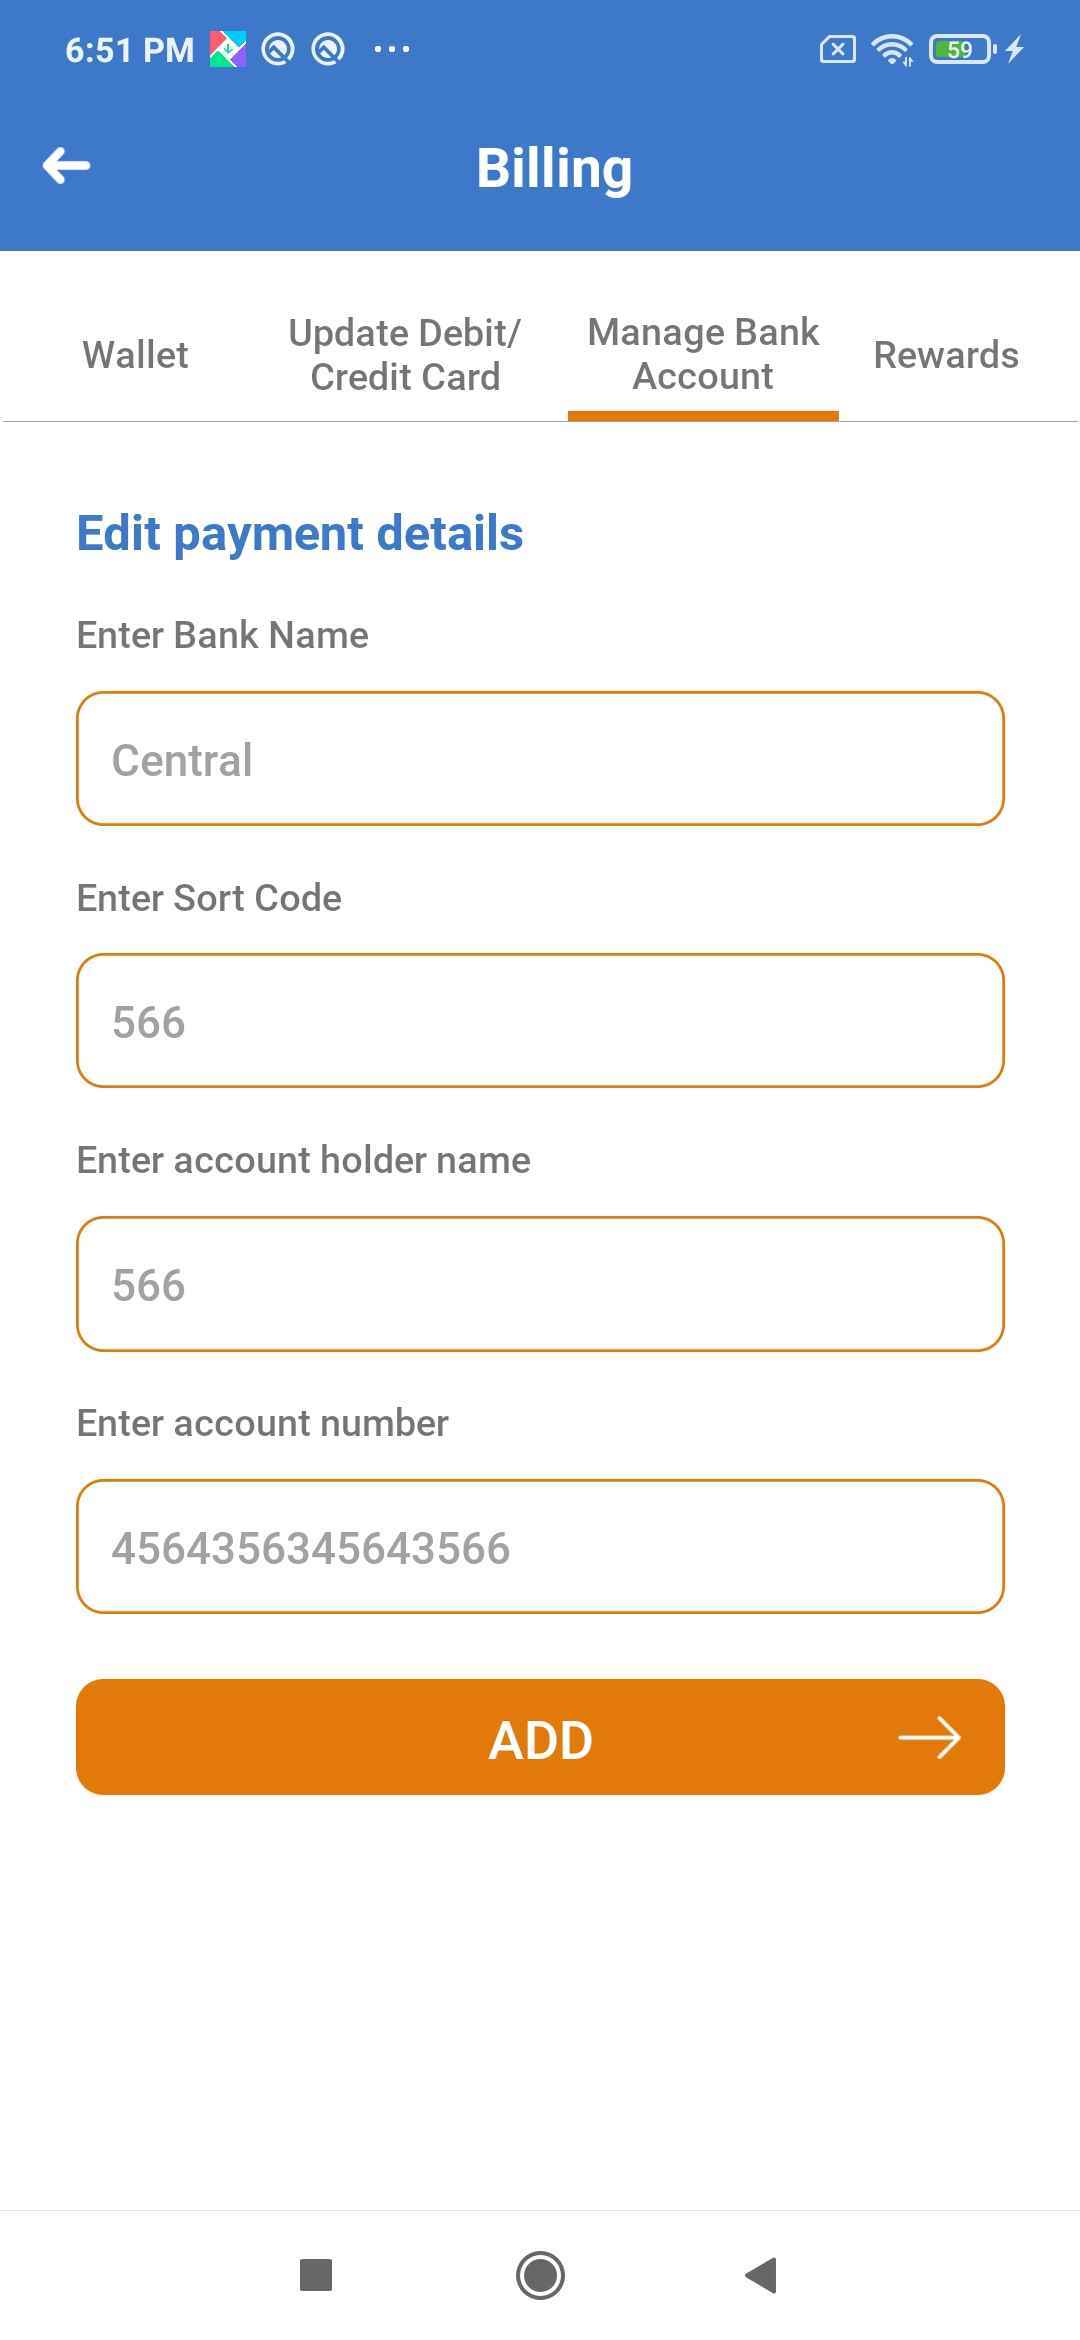 6:51 PM
59
Billing
Wallet
Update Debit/
Credit Card
Manage Bank
Account
Rewards
Edit payment details
Enter Bank Name
Central
Enter Sort Code
566
Enter account holder name
566
Enter account number
4564356345643566
ADD